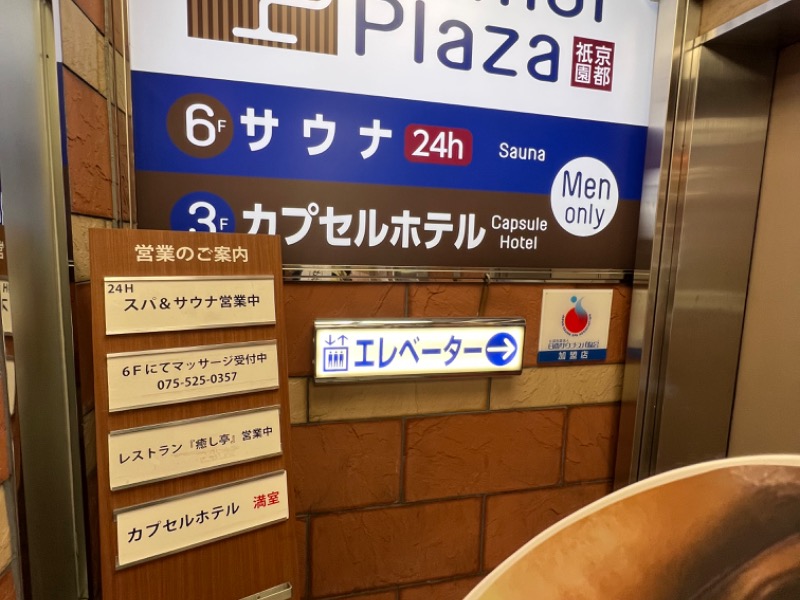 Plaza
京都
祇園
6F サウナ 24h Sauna
3F カプセルホテル Capsule Hotel
Men only
営業のご案内
24H
スパ&サウナ営業中
6Fにてマッサージ受付中
075-525-0357
レストラン『癒し亭』営業中
カプセルホテル 満室
エレベーター
加盟店